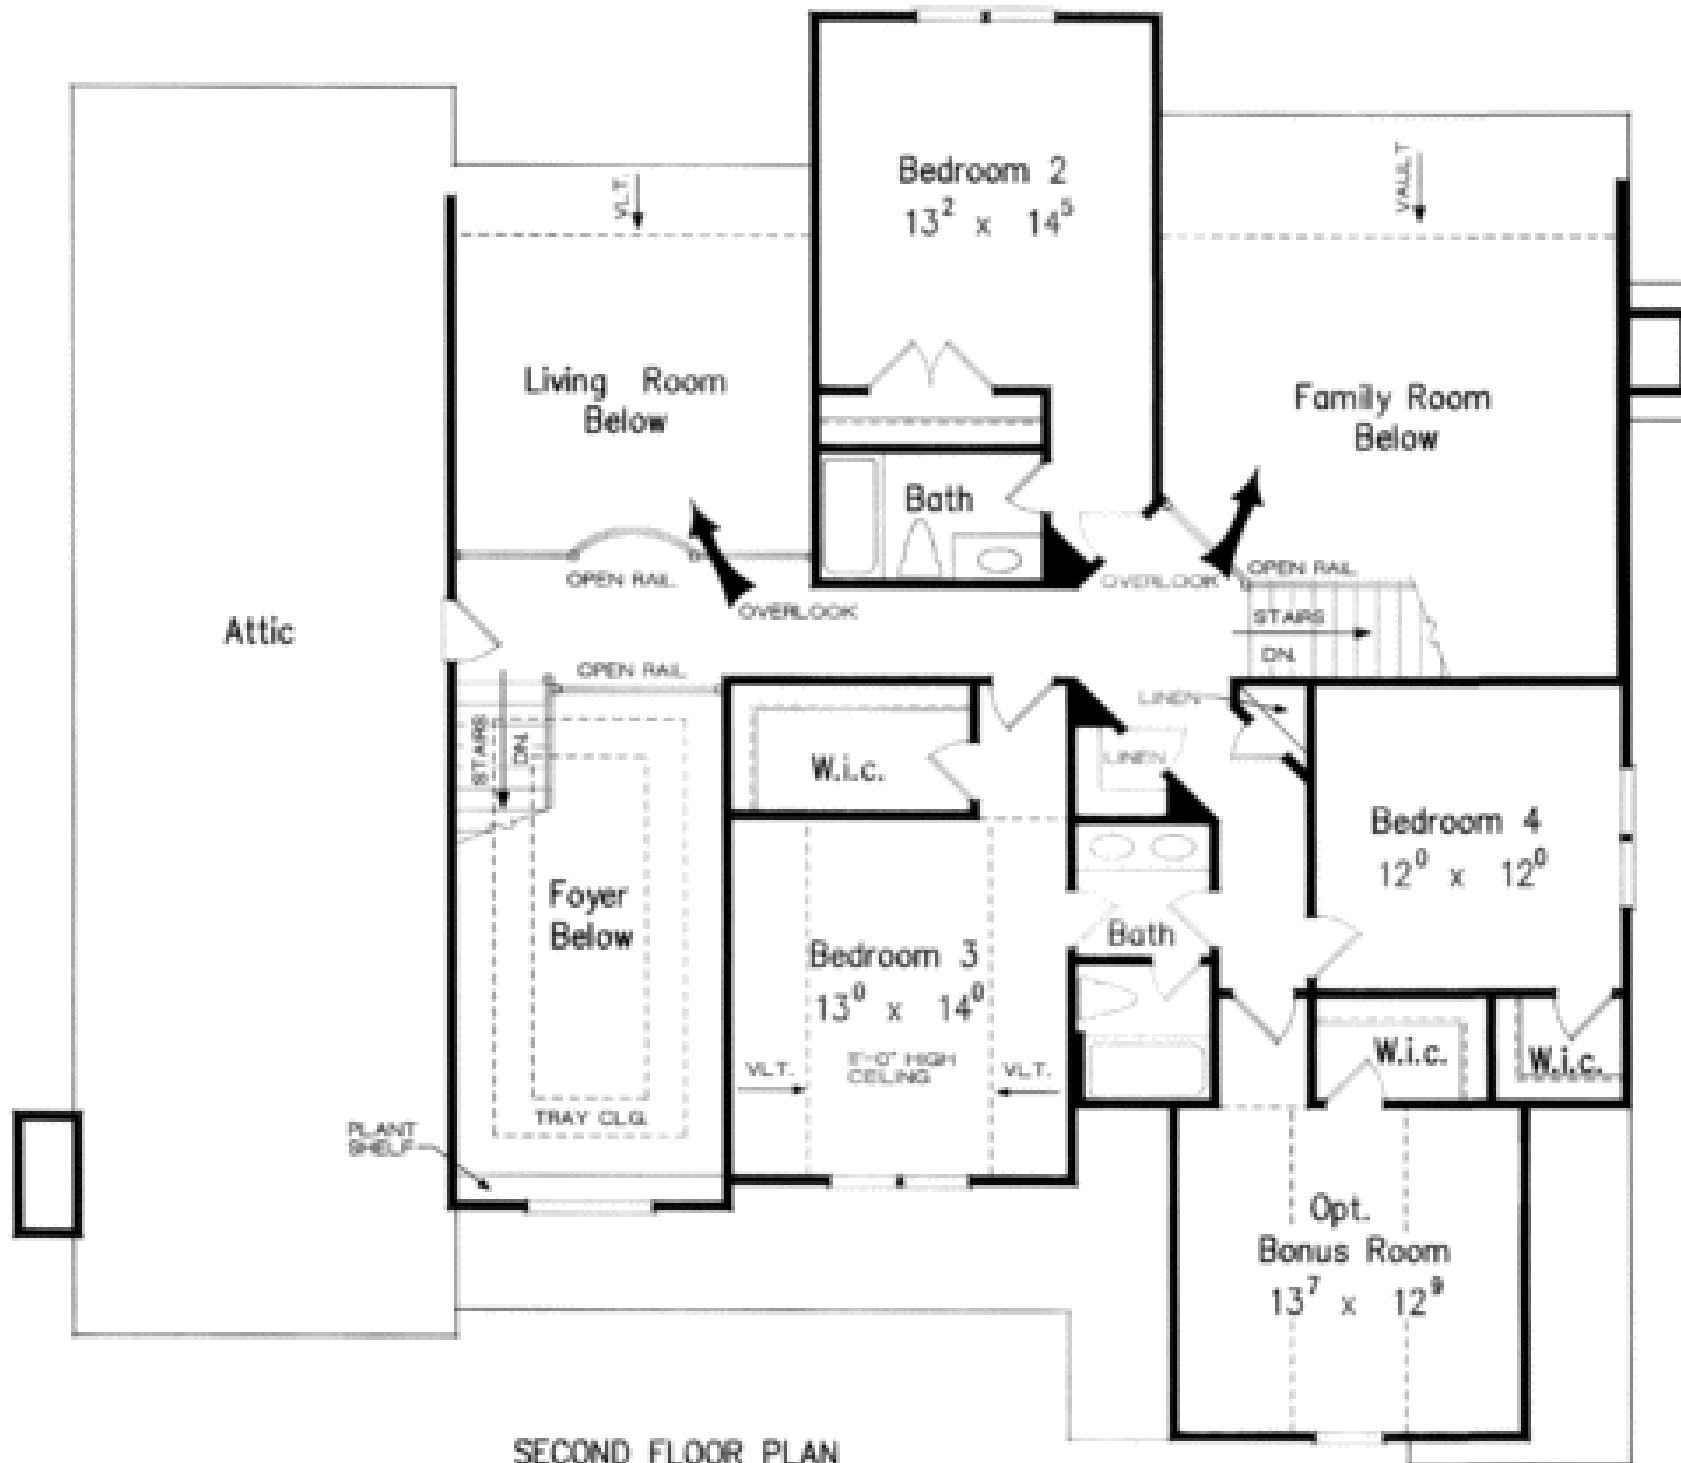 Bedroom 2
13² x 14⁵
VLT.
VAULT
Living Room
Below
Family Room
Below
Bath
OPEN RAIL
OVERLOOK
OVERLOOK
OPEN RAIL
Attic
STAIRS
DN.
OPEN RAIL
LINEN
LINEN
STAIRS
DN.
W.i.c.
Bedroom 4
12⁰ x 12⁰
Foyer
Below
Bath
Bedroom 3
13⁰ x 14⁰
HIGH
CEILING
VLT.
VLT.
W.i.c.
W.i.c.
TRAY CLG.
PLANT
SHELF
Opt.
Bonus Room
13⁷ x 12⁹
SECOND FLOOR PLAN